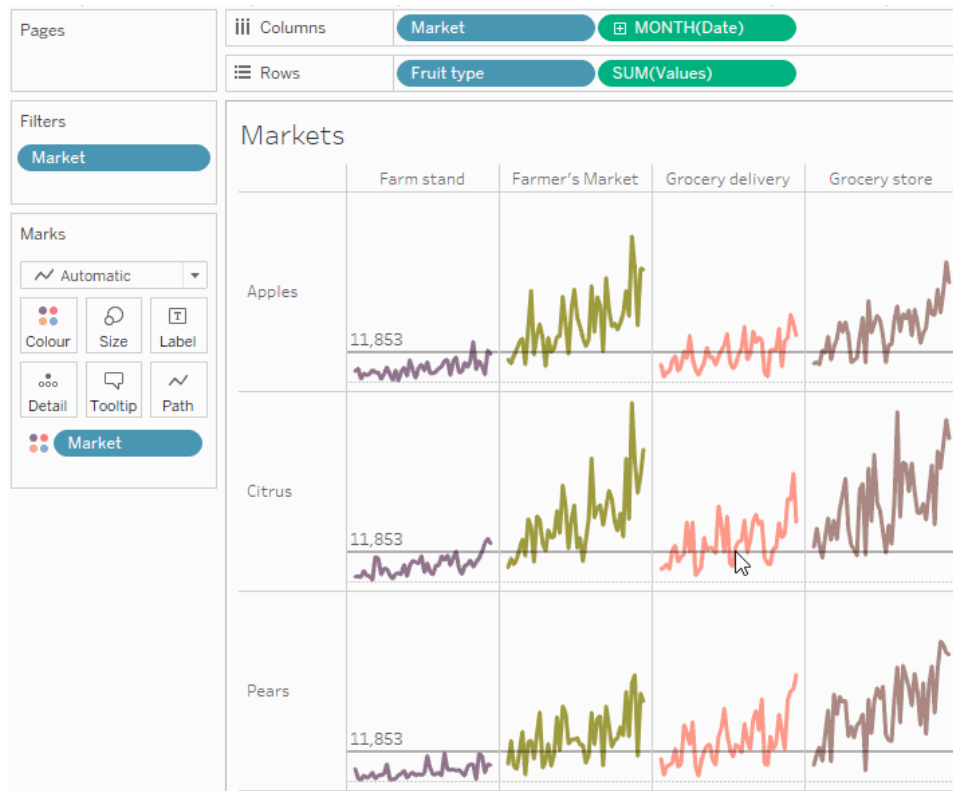 Pages
Columns Market MONTH(Date)
Rows Fruit type SUM(Values)
Filters
Market
Marks
Automatic
Colour Size Label
Detail Tooltip Path
Market
Markets
Farm stand Farmer's Market Grocery delivery Grocery store
Apples
11,853
Citrus
11,853
Pears
11,853